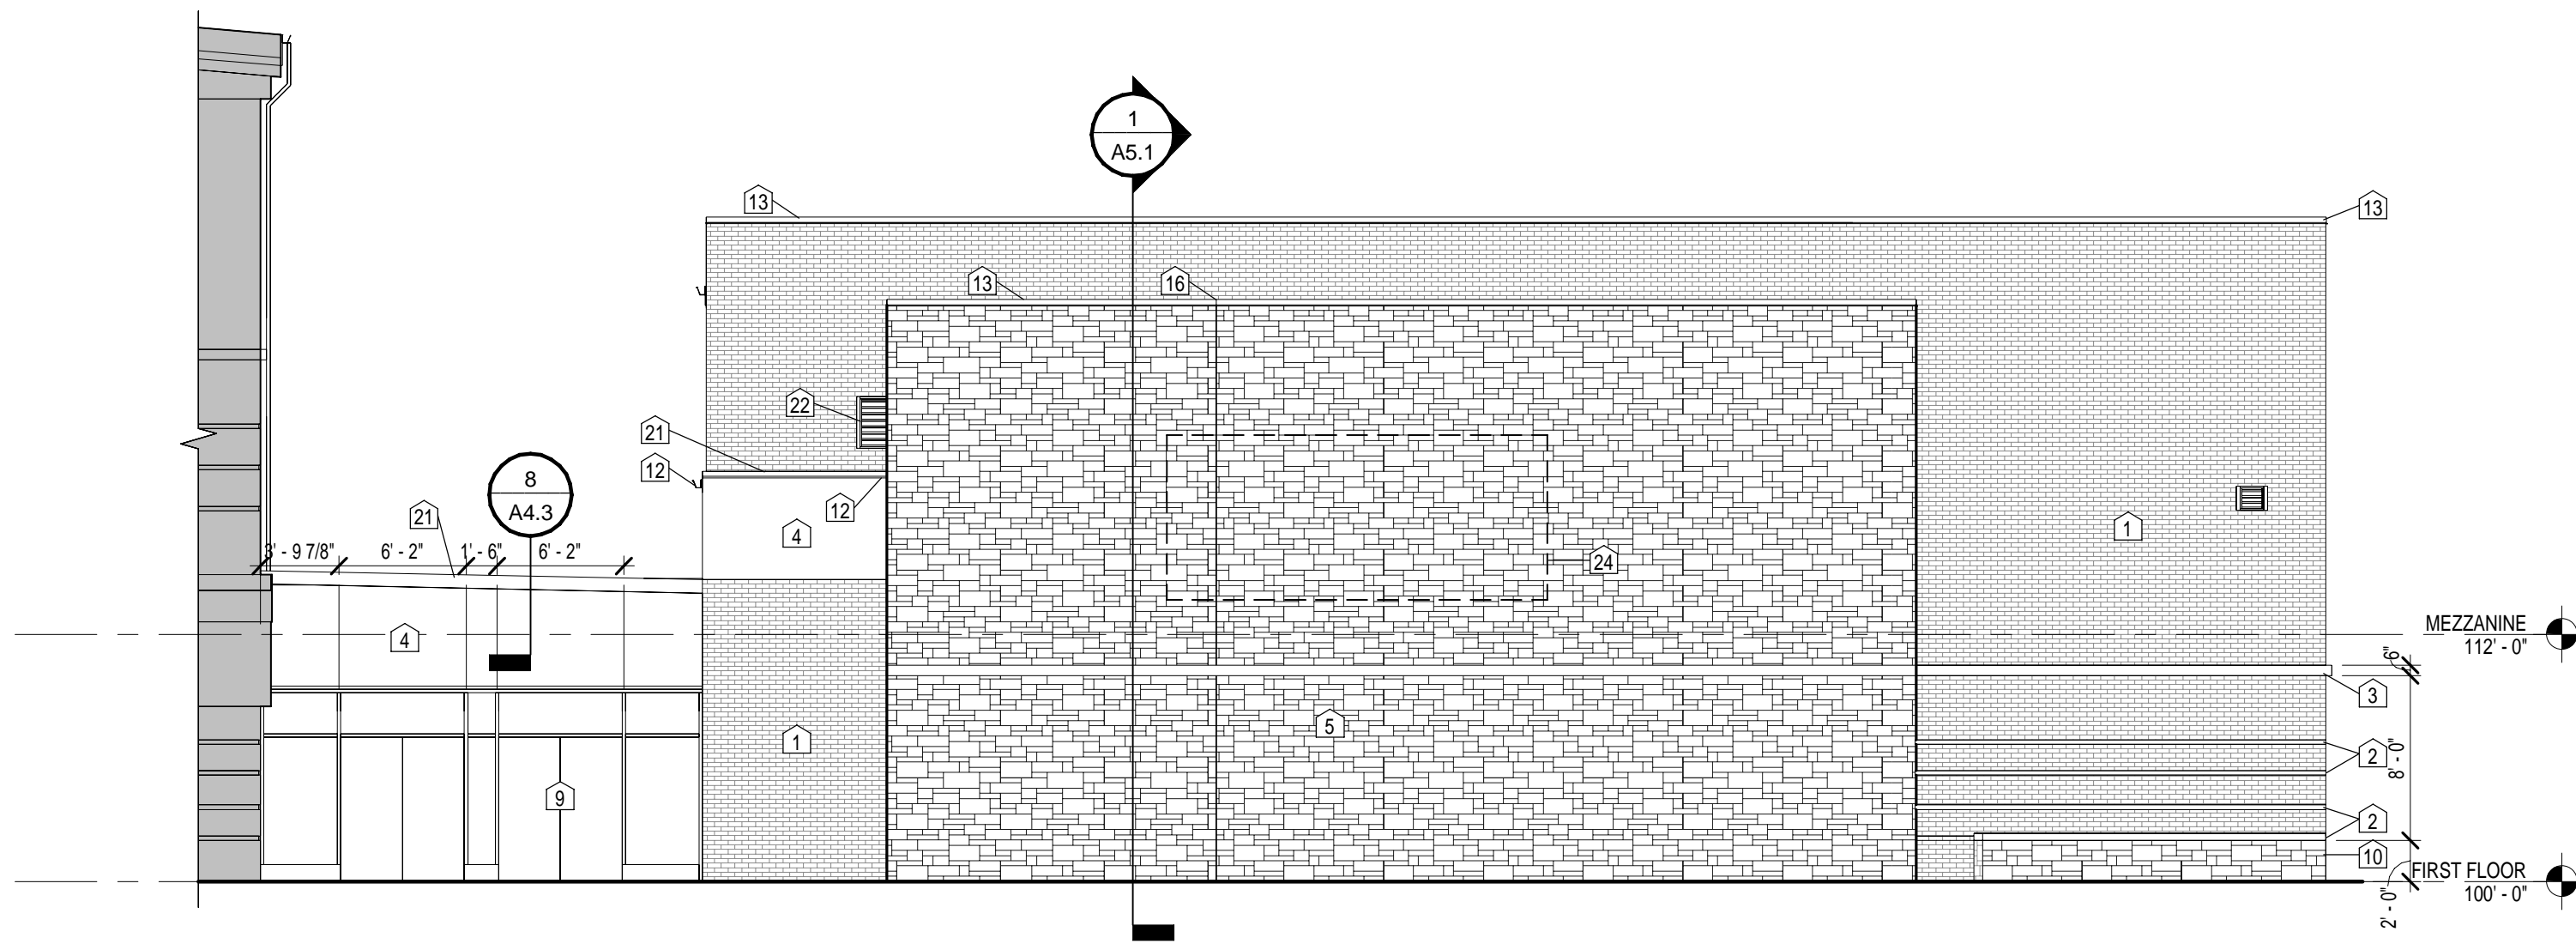 1
A5.1
13
13
13
16
22
21
12
8
A4.3
12
21
4
1
3' - 9 7/8"
6' - 2"
1' - 6"
6' - 2"
24
MEZZANINE
112' - 0"
4
6"
3
5
1
2
8' - 0"
9
2
10
FIRST FLOOR
100' - 0"
2' - 0"